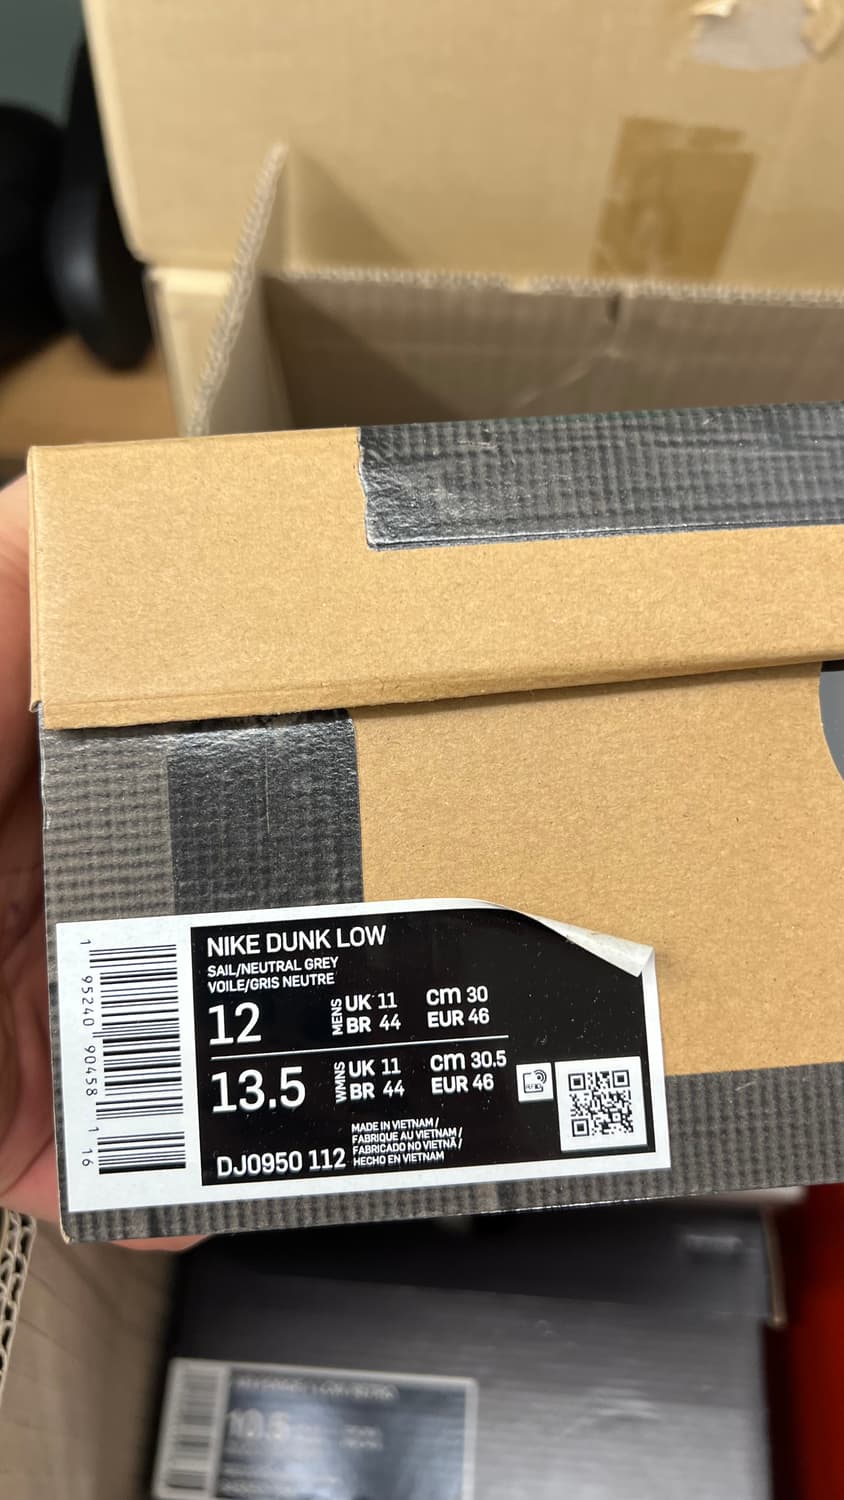 NIKE DUNK LOW
SAIL/NEUTRAL GREY
VOILE/GRIS NEUTRE
12
MENS
UK 11
cm 30
BR 44
EUR 46
13.5
WMNS
UK 11
cm 30.5
BR 44
EUR 46
DJ0950 112
MADE IN VIETNAM /
FABRIQUE AU VIETNAM /
FABRICADO NO VIETNÃ /
HECHO EN VIETNAM
1 95240 90458 1 16
10.5